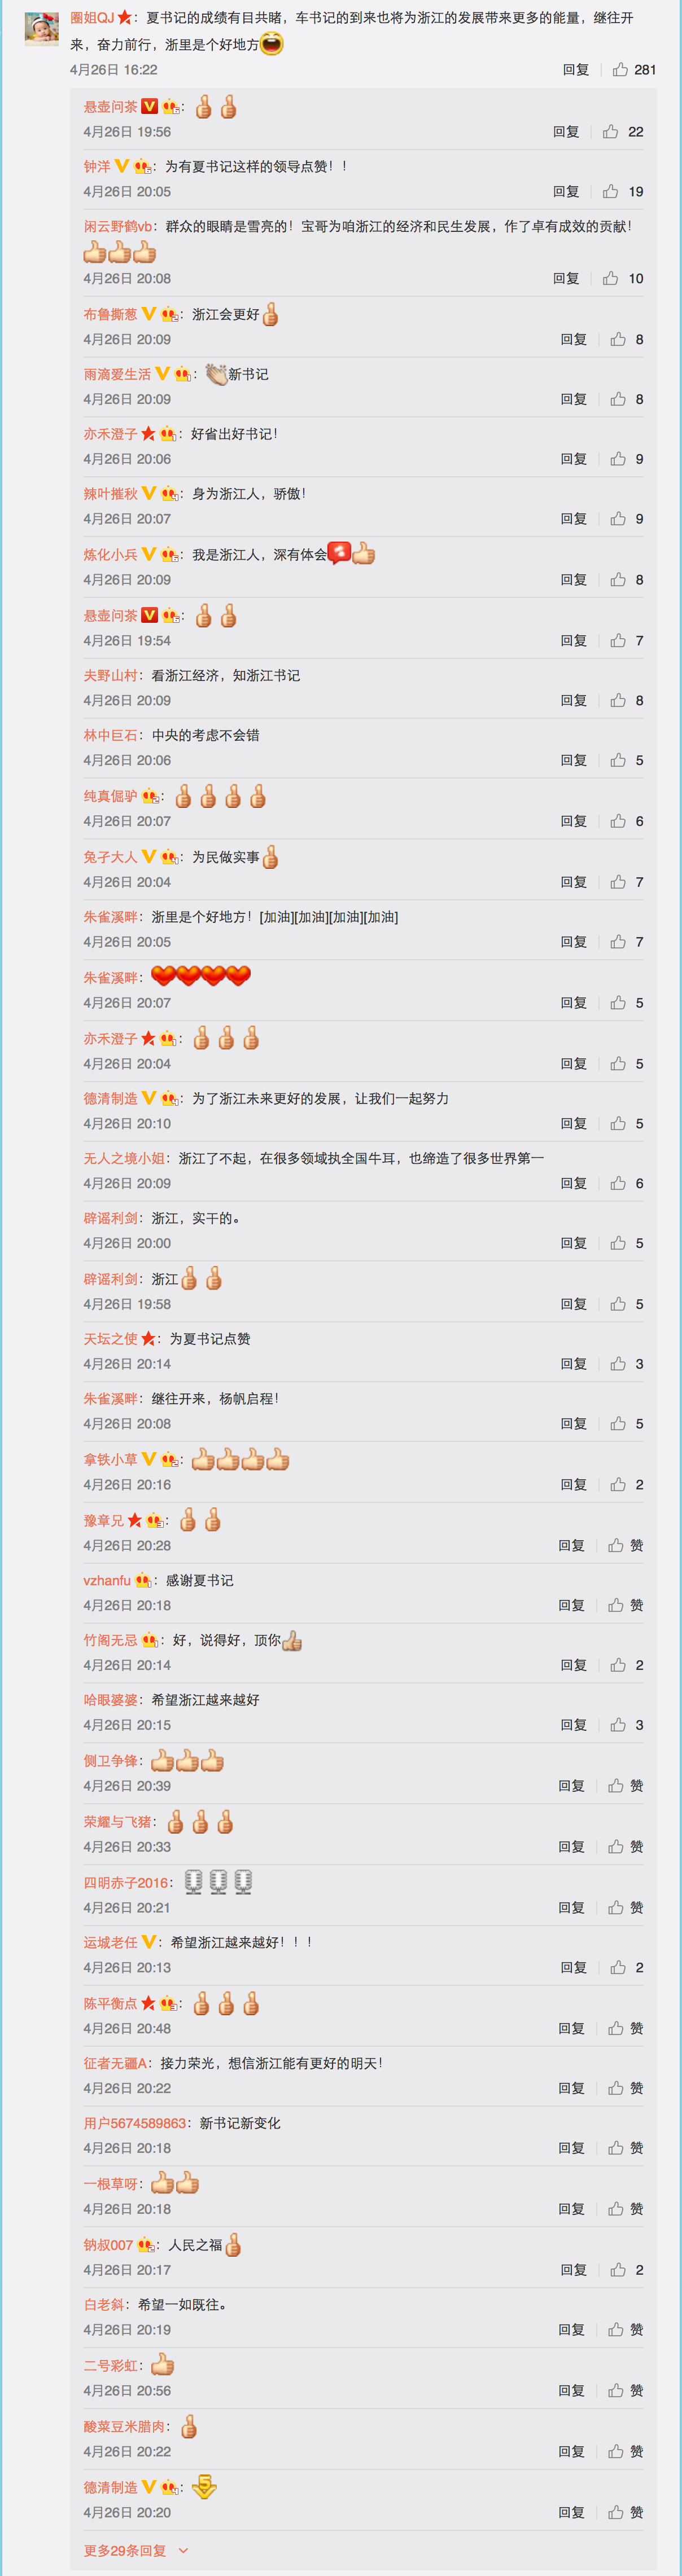 圈姐QJ：夏书记的成绩有目共睹，车书记的到来也将为浙江的发展带来更多的能量，继往开
来，奋力前行，浙里是个好地方
4月26日 16:22 回复 281
悬壶问茶：
4月26日 19:56 回复 22
钟洋：为有夏书记这样的领导点赞！！
4月26日 20:05 回复 19
闲云野鹤vb：群众的眼睛是雪亮的！宝哥为咱浙江的经济和民生发展，作了卓有成效的贡献！
4月26日 20:08 回复 10
布鲁撕葱：浙江会更好
4月26日 20:09 回复 8
雨滴爱生活：新书记
4月26日 20:09 回复 8
亦禾澄子：好省出好书记！
4月26日 20:06 回复 9
辣叶摧秋：身为浙江人，骄傲！
4月26日 20:07 回复 9
炼化小兵：我是浙江人，深有体会
4月26日 20:09 回复 8
悬壶问茶：
4月26日 19:54 回复 7
夫野山村：看浙江经济，知浙江书记
4月26日 20:09 回复 8
林中巨石：中央的考虑不会错
4月26日 20:06 回复 5
纯真倔驴：
4月26日 20:07 回复 6
兔子大人：为民做实事
4月26日 20:04 回复 7
朱雀溪畔：浙里是个好地方！[加油][加油][加油][加油]
4月26日 20:05 回复 7
朱雀溪畔：
4月26日 20:07 回复 5
亦禾澄子：
4月26日 20:04 回复 5
德清制造：为了浙江未来更好的发展，让我们一起努力
4月26日 20:10 回复 5
无人之境小姐：浙江了不起，在很多领域执全国牛耳，也缔造了很多世界第一
4月26日 20:09 回复 6
辟谣利剑：浙江，实干的。
4月26日 20:00 回复 5
辟谣利剑：浙江
4月26日 19:58 回复 5
天坛之使：为夏书记点赞
4月26日 20:14 回复 3
朱雀溪畔：继往开来，杨帆启程！
4月26日 20:08 回复 5
拿铁小草：
4月26日 20:16 回复 2
豫章兄：
4月26日 20:28 回复 赞
vzhanfu：感谢夏书记
4月26日 20:18 回复 赞
竹阁无忌：好，说得好，顶你
4月26日 20:14 回复 2
哈眼婆婆：希望浙江越来越好
4月26日 20:15 回复 3
侧卫争锋：
4月26日 20:39 回复 赞
荣耀与飞猪：
4月26日 20:33 回复 赞
四明赤子2016：
4月26日 20:21 回复 赞
运城老任：希望浙江越来越好！！！
4月26日 20:13 回复 2
陈平衡点：
4月26日 20:48 回复 赞
征者无疆A：接力荣光，想信浙江能有更好的明天！
4月26日 20:22 回复 赞
用户5674589863：新书记新变化
4月26日 20:18 回复 赞
一根草呀：
4月26日 20:18 回复 赞
钠叔007：人民之福
4月26日 20:17 回复 2
白老斜：希望一如既往。
4月26日 20:19 回复 赞
二号彩虹：
4月26日 20:56 回复 赞
酸菜豆米腊肉：
4月26日 20:22 回复 赞
德清制造：
4月26日 20:20 回复 赞
更多29条回复